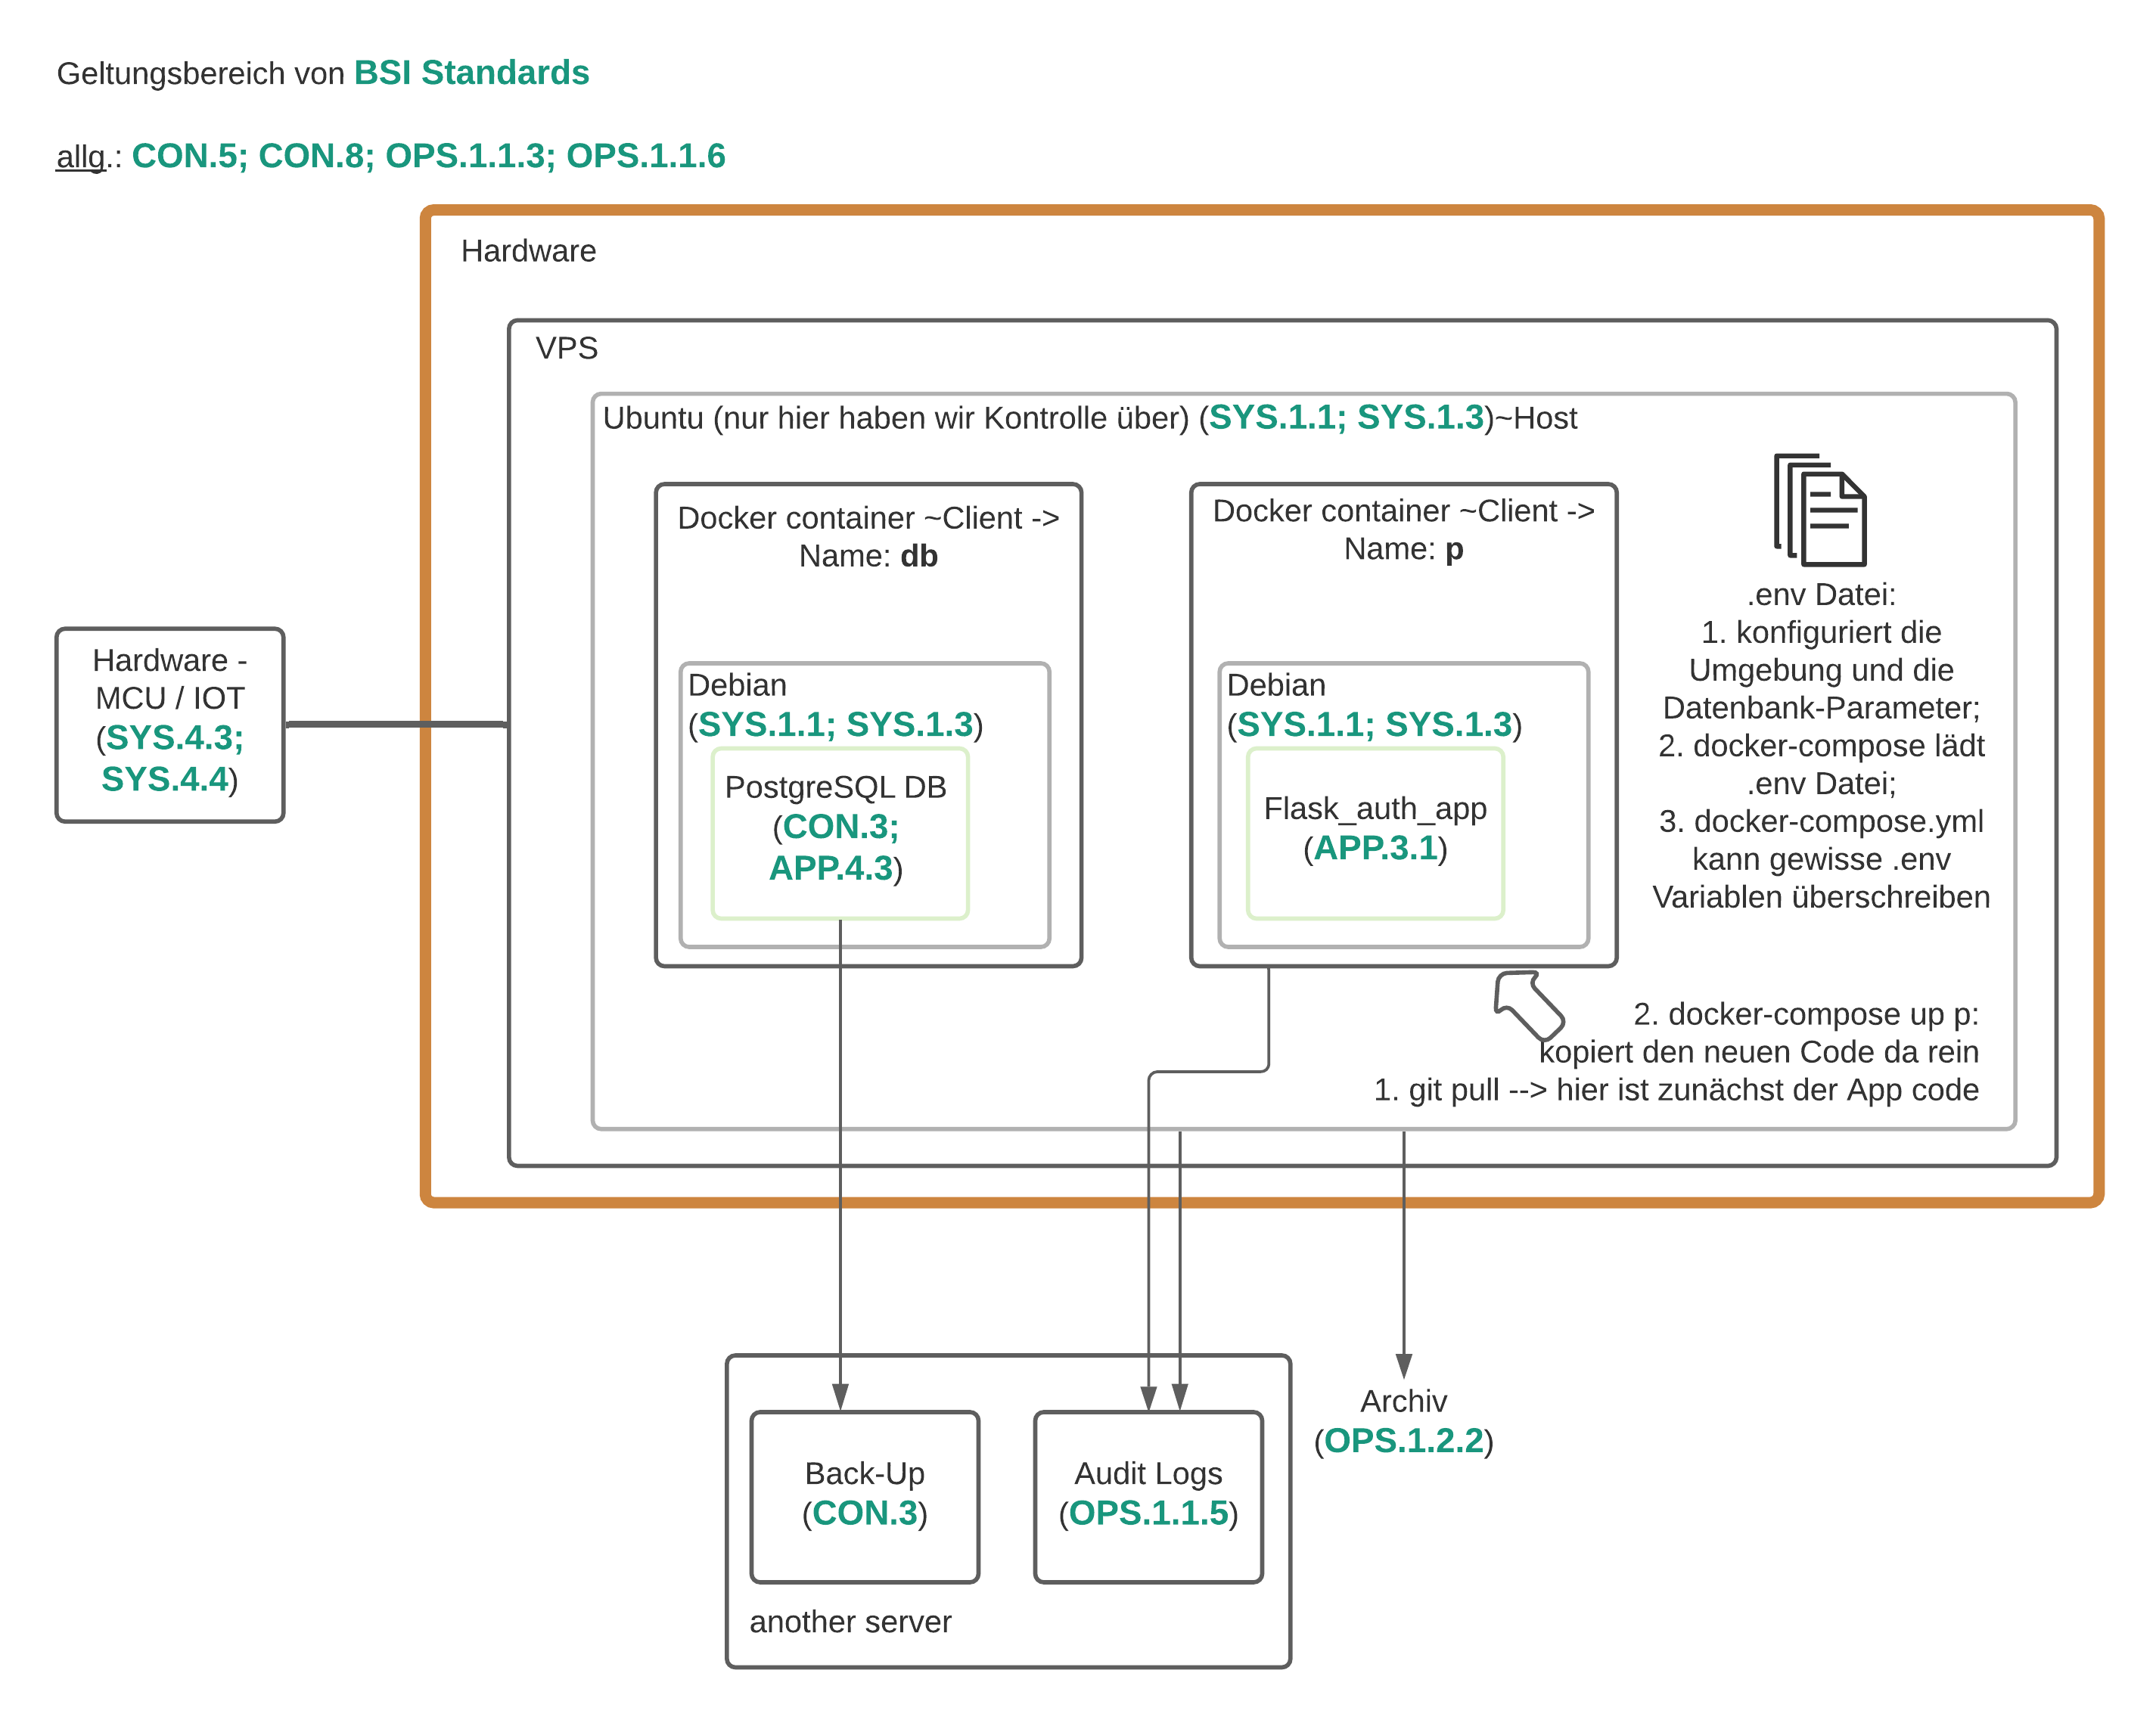 Geltungsbereich von BSI Standards
allg.: CON.5; CON.8; OPS.1.1.3; OPS.1.1.6
Hardware
VPS
Ubuntu (nur hier haben wir Kontrolle über) (SYS.1.1; SYS.1.3)~Host
Docker container ~Client ->
Name: db
Debian
(SYS.1.1; SYS.1.3)
PostgreSQL DB
(CON.3;
APP.4.3)
Docker container ~Client ->
Name: p
Debian
(SYS.1.1; SYS.1.3)
Flask_auth_app
(APP.3.1)
.env Datei:
1. konfiguriert die
Umgebung und die
Datenbank-Parameter;
2. docker-compose lädt
.env Datei;
3. docker-compose.yml
kann gewisse .env
Variablen überschreiben
Hardware -
MCU / IOT
(SYS.4.3;
SYS.4.4)
2. docker-compose up p:
kopiert den neuen Code da rein
1. git pull --> hier ist zunächst der App code
Back-Up
(CON.3)
Audit Logs
(OPS.1.1.5)
another server
Archiv
(OPS.1.2.2)